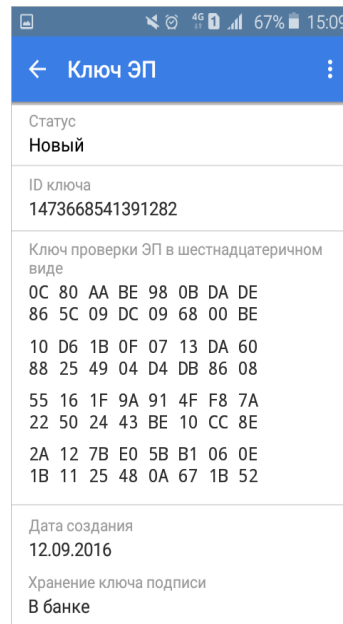 4G 1 67% 15:09
Ключ ЭП
Статус
Новый
ID ключа
1473668541391282
Ключ проверки ЭП в шестнадцатеричном
виде
0C 80 AA BE 98 0B DA DE
86 5C 09 DC 09 68 00 BE
10 D6 1B 0F 07 13 DA 60
88 25 49 04 D4 DB 86 08
55 16 1F 9A 91 4F F8 7A
22 50 24 43 BE 10 CC 8E
2A 12 7B E0 5B B1 06 0E
1B 11 25 48 0A 67 1B 52
Дата создания
12.09.2016
Хранение ключа подписи
В банке